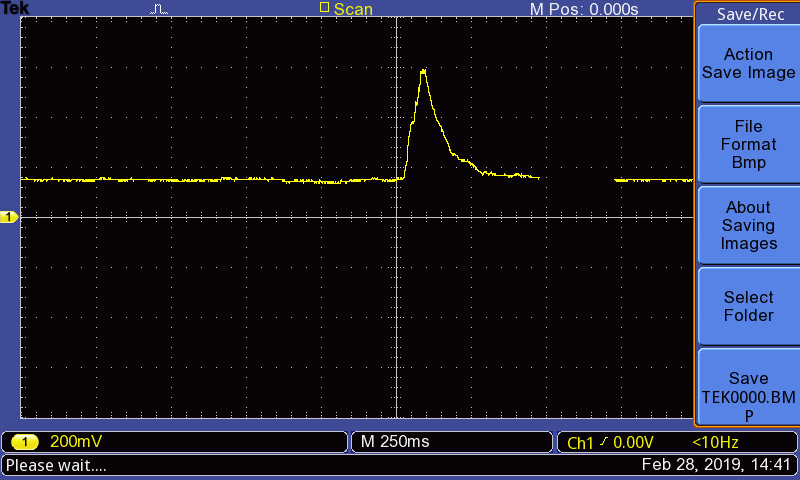 Tek
Scan
M Pos: 0.000s
Save/Rec
Action
Save Image
File
Format
Bmp
About
Saving
Images
Select
Folder
Save
TEK0000.BM
P
1
1 200mV
M 250ms
Ch1 0.00V <10Hz
Please wait....
Feb 28, 2019, 14:41